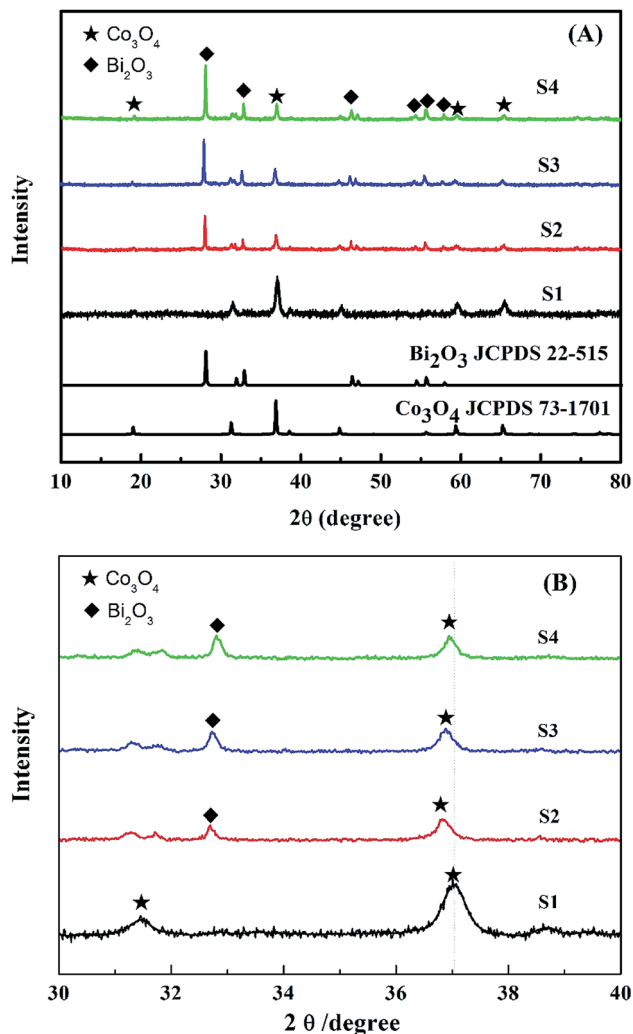 ★ Co₃O₄
◆ Bi₂O₃
(A)
S4
S3
S2
S1
Bi₂O₃ JCPDS 22-515
Co₃O₄ JCPDS 73-1701
Intensity
10 20 30 40 50 60 70 80
2θ (degree)
★ Co₃O₄
◆ Bi₂O₃
(B)
S4
S3
S2
S1
Intensity
30 32 34 36 38 40
2 θ /degree